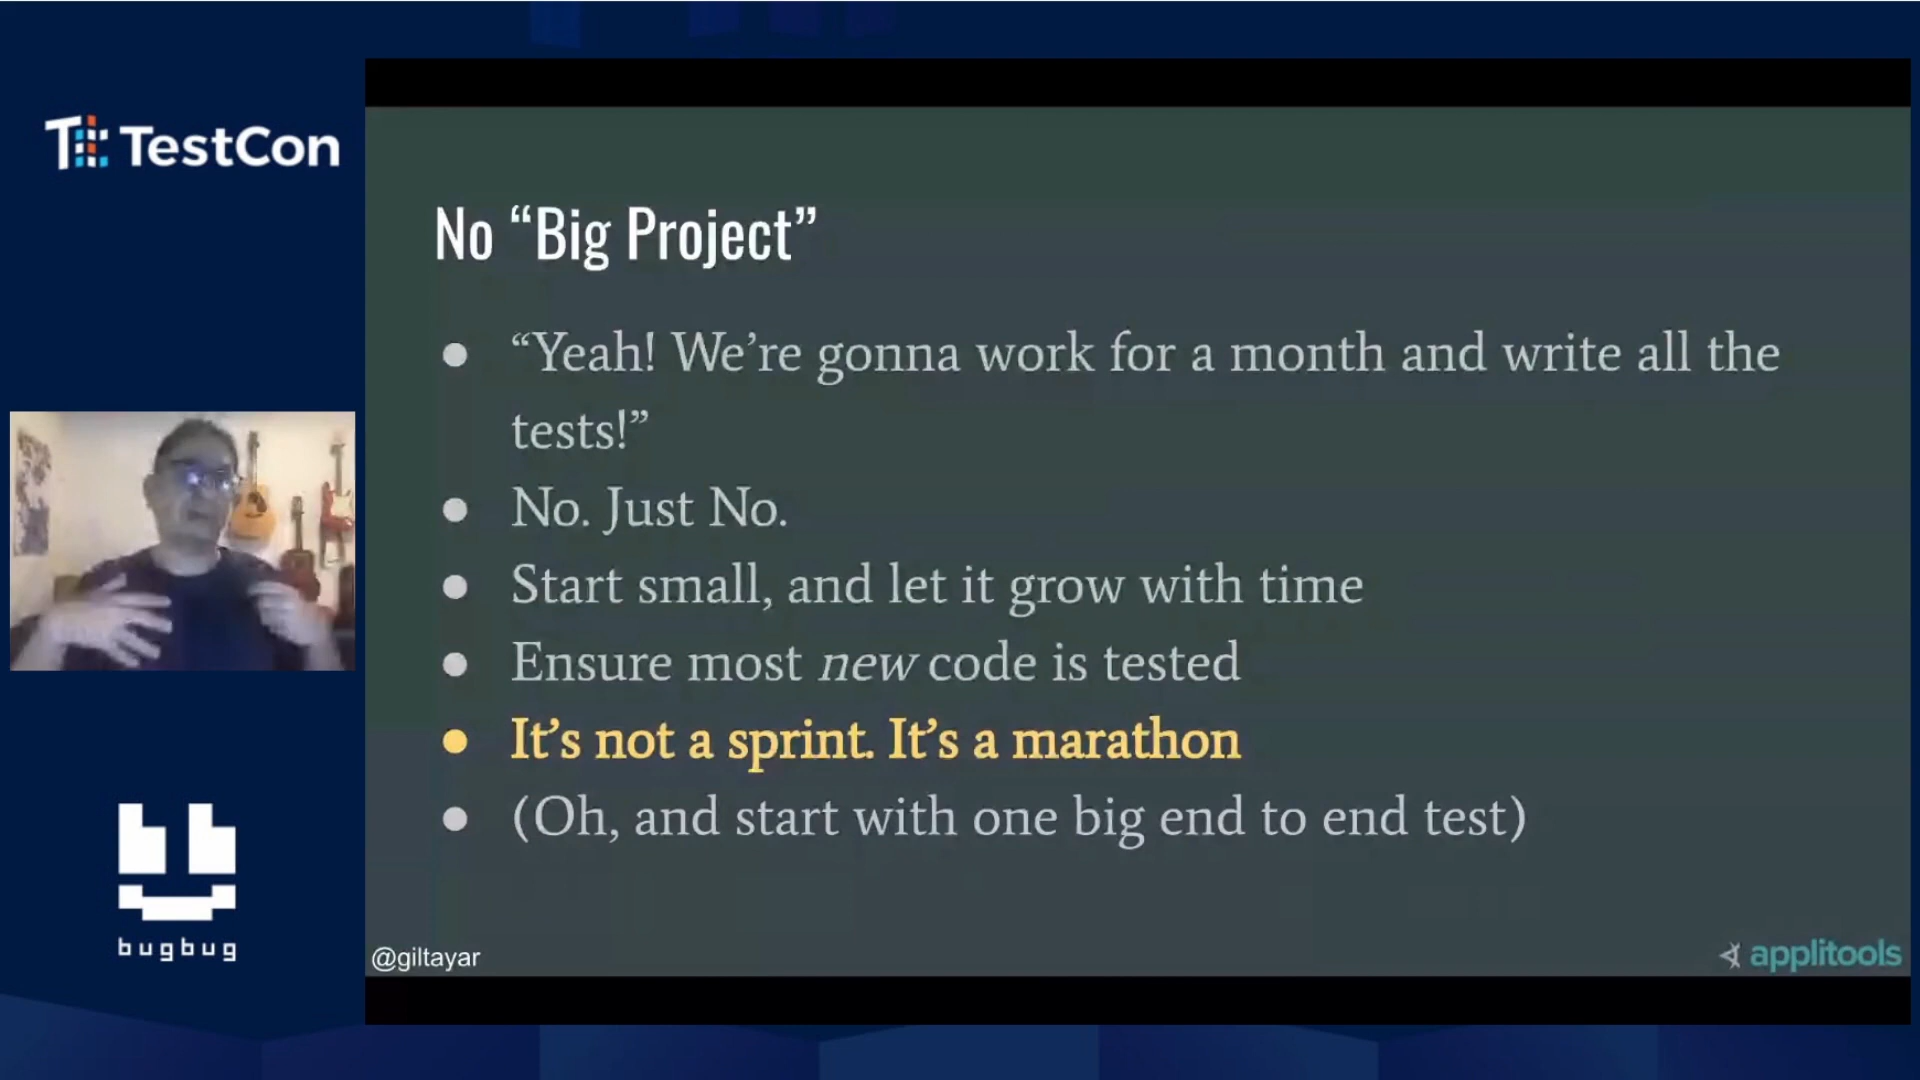 TestCon
No “Big Project”
● “Yeah! We’re gonna work for a month and write all the
tests!”
● No. Just No.
● Start small, and let it grow with time
● Ensure most new code is tested
● It’s not a sprint. It’s a marathon
● (Oh, and start with one big end to end test)
bugbug
@giltayar
applitools